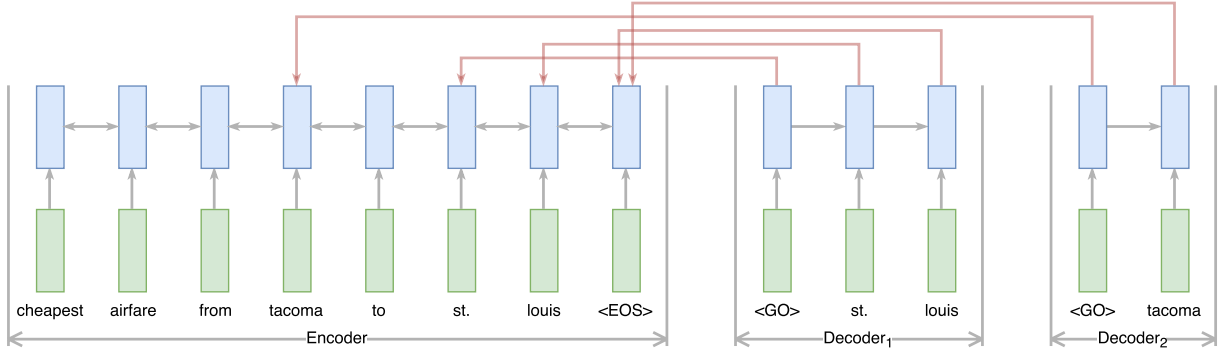 cheapest airfare from tacoma to st. louis <EOS> <GO> st. louis <GO> tacoma
Encoder Decoder₁ Decoder₂